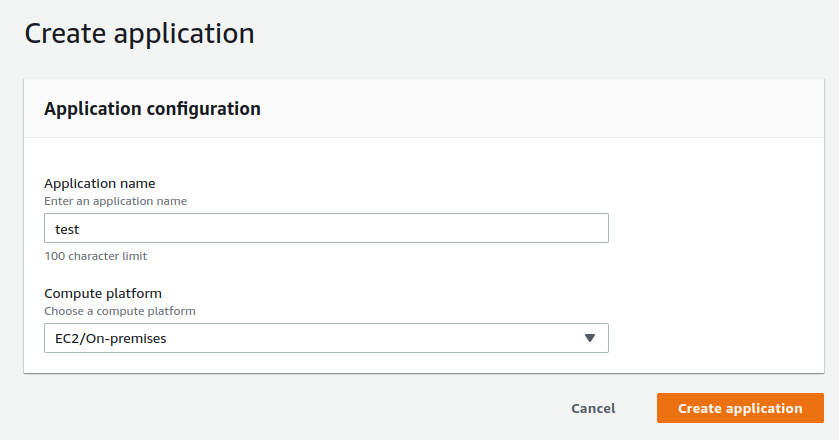 Create application
Application configuration
Application name
Enter an application name
test
100 character limit
Compute platform
Choose a compute platform
EC2/On-premises
Cancel
Create application